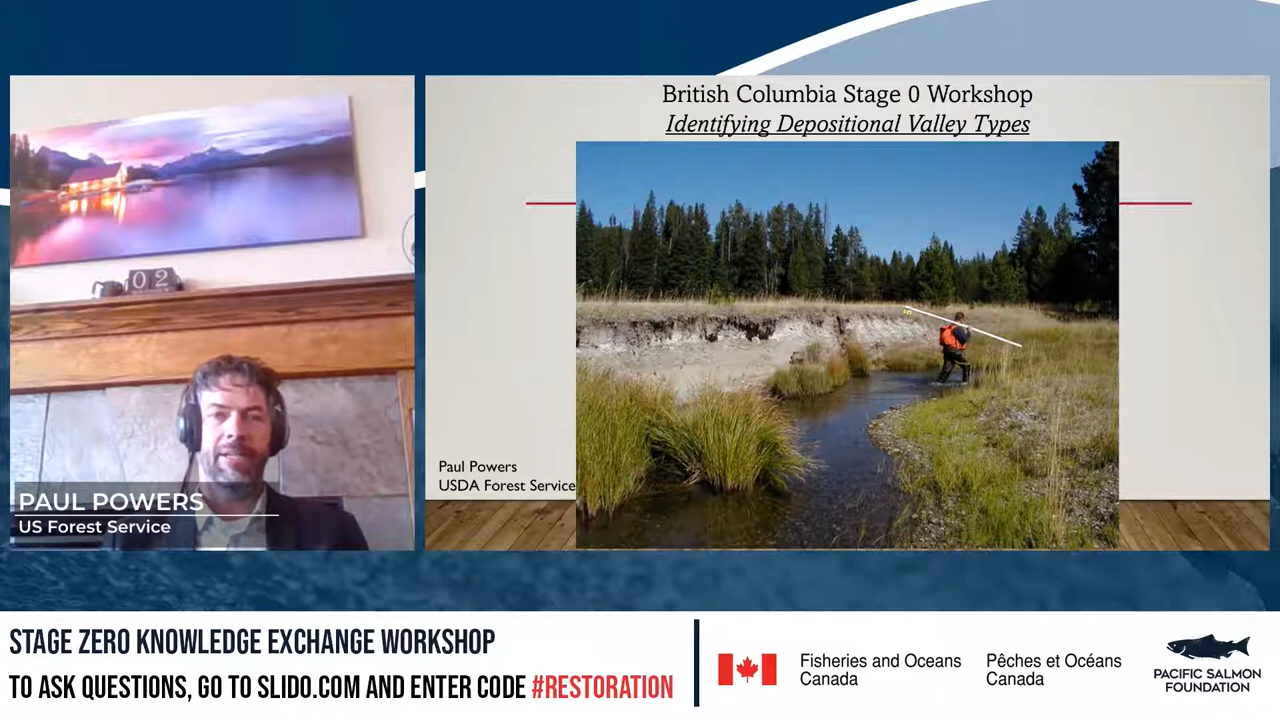 British Columbia Stage 0 Workshop
Identifying Depositional Valley Types
02
Paul Powers
USDA Forest Service
PAUL POWERS
US Forest Service
STAGE ZERO KNOWLEDGE EXCHANGE WORKSHOP
TO ASK QUESTIONS, GO TO SLIDO.COM AND ENTER CODE #RESTORATION
Fisheries and Oceans
Canada
Pêches et Océans
Canada
PACIFIC SALMON
FOUNDATION